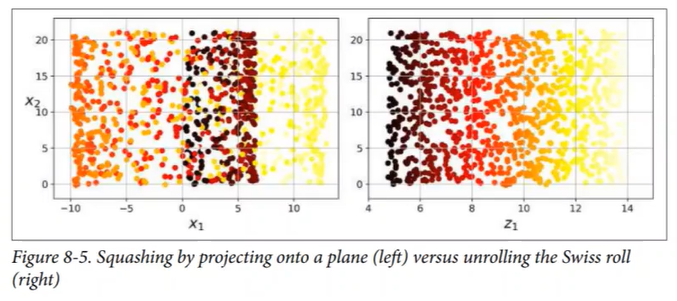 20
15
x2
10
5
0
−10 −5 0 5 10
x1
20
15
10
5
0
4 6 8 10 12 14
z1
Figure 8-5. Squashing by projecting onto a plane (left) versus unrolling the Swiss roll
(right)